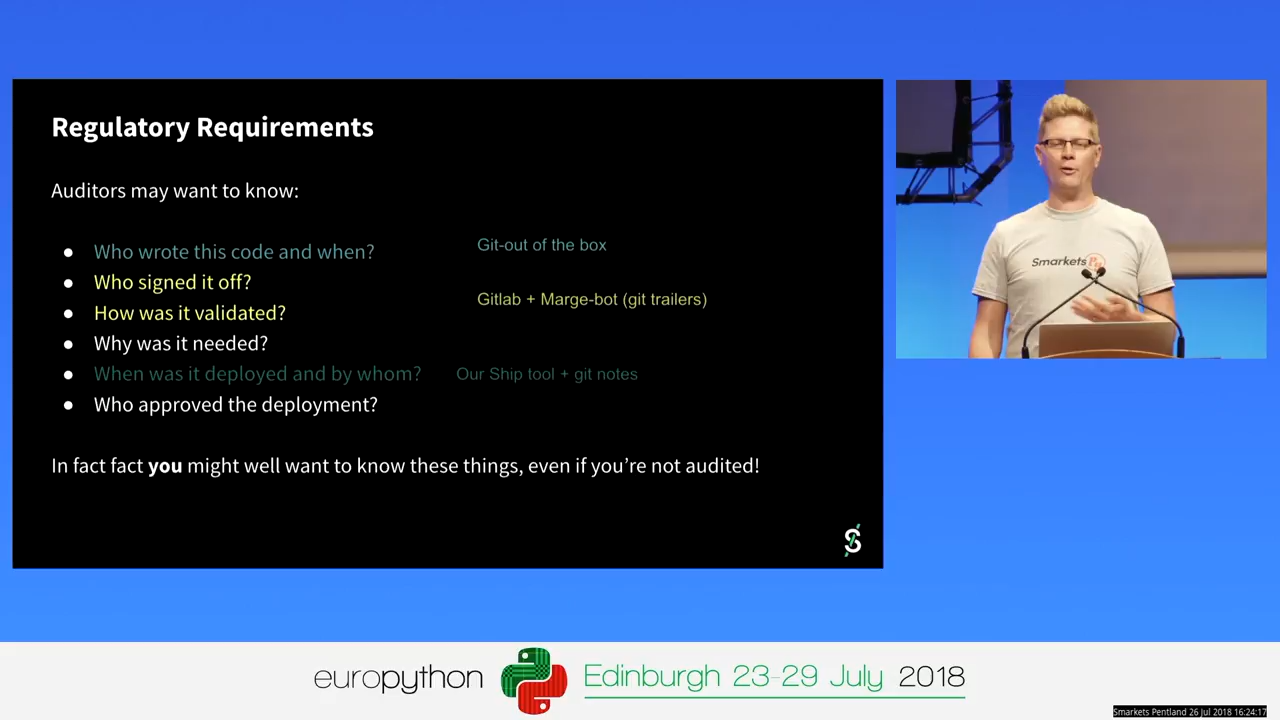 Regulatory Requirements
Auditors may want to know:
● Who wrote this code and when?
Git-out of the box
● Who signed it off?
● How was it validated?
Gitlab + Marge-bot (git trailers)
● Why was it needed?
● When was it deployed and by whom?
Our Ship tool + git notes
● Who approved the deployment?
In fact fact you might well want to know these things, even if you're not audited!
S
Smarkets
europython
Edinburgh 23-29 July 2018
Smarkets Pentland 26 Jul 2018 16:24:17